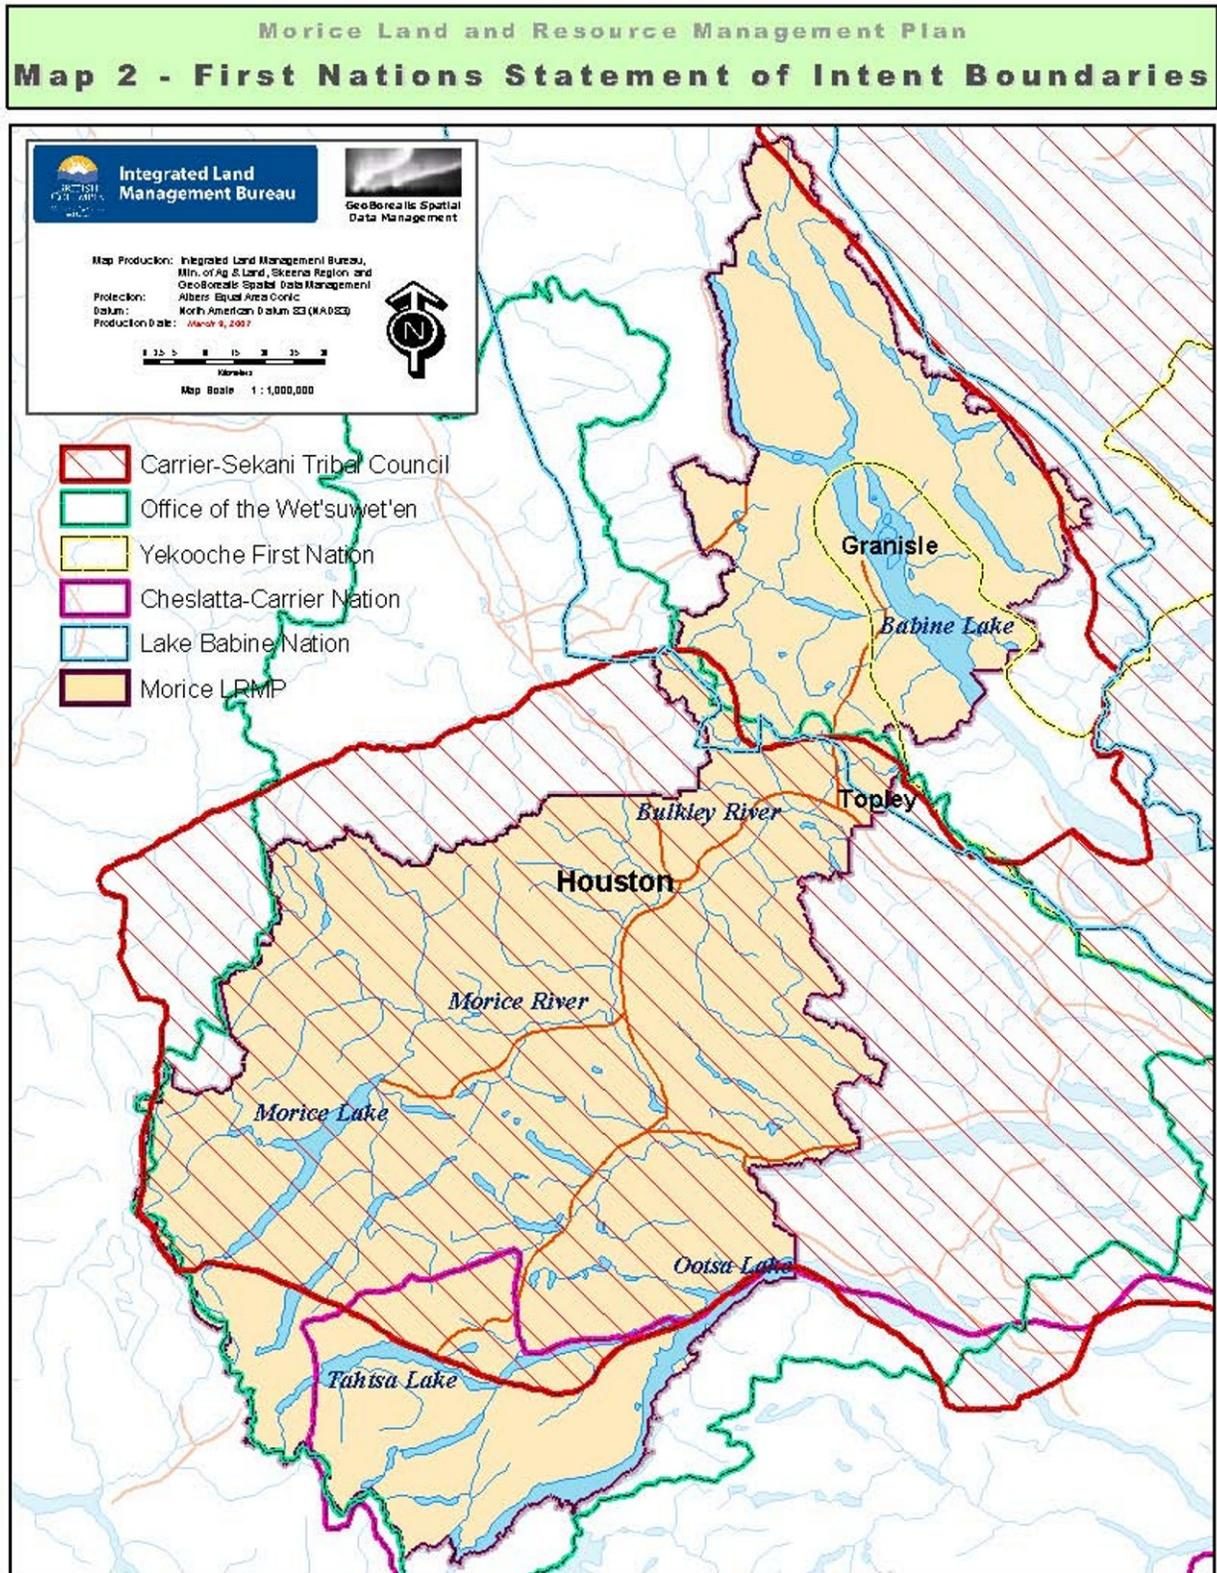 Morice Land and Resource Management Plan
Map 2 - First Nations Statement of Intent Boundaries
BRITISH
COLUMBIA
Integrated Land
Management Bureau
GeoBorealis Spatial
Data Management
Map Production: Integrated Land Management Bureau,
Min. of Ag & Land, Skeena Region and
GeoBorealis Spatial Data Management
Projection: Albers Equal Area Conic
Datum: North American Datum 83 (NAD83)
Production Date: March 9, 2007
N
Kilometers
Map Scale 1 : 1,000,000
Carrier-Sekani Tribal Council
Office of the Wet'suwet'en
Yekooche First Nation
Cheslatta-Carrier Nation
Lake Babine Nation
Morice LRMP
Granisle
Babine Lake
Topley
Bulkley River
Houston
Morice River
Morice Lake
Ootsa Lake
Tahtsa Lake